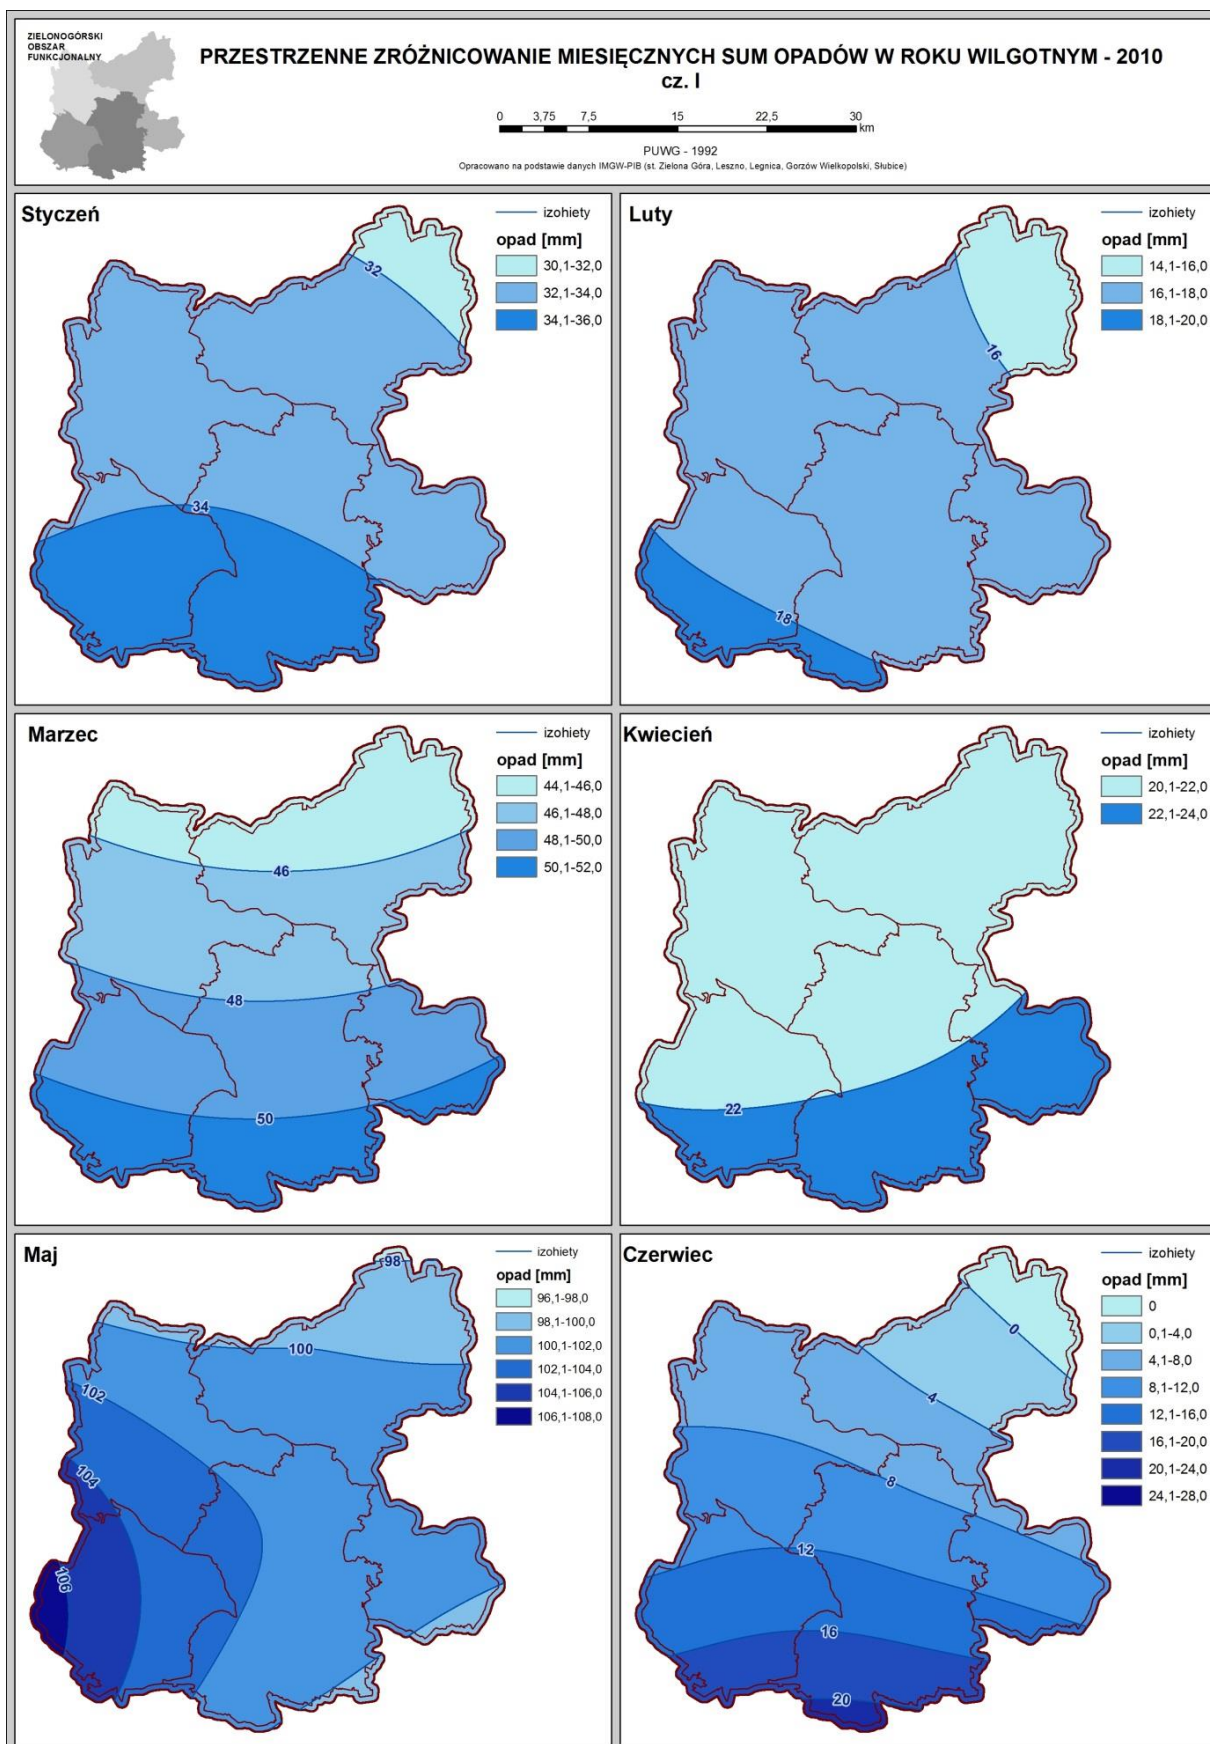 ZIELONOGÓRSKI
OBSZAR
FUNKCJONALNY
PRZESTRZENNE ZRÓŻNICOWANIE MIESIĘCZNYCH SUM OPADÓW W ROKU WILGOTNYM - 2010
cz. I
0 3,75 7,5 15 22,5 30
km
PUWG - 1992
Opracowano na podstawie danych IMGW-PIB (st. Zielona Góra, Leszno, Legnica, Gorzów Wielkopolski, Słubice)
Styczeń
izohiety
opad [mm]
30,1-32,0
32,1-34,0
34,1-36,0
32
34
Luty
izohiety
opad [mm]
14,1-16,0
16,1-18,0
18,1-20,0
16
18
Marzec
izohiety
opad [mm]
44,1-46,0
46,1-48,0
48,1-50,0
50,1-52,0
46
48
50
Kwiecień
izohiety
opad [mm]
20,1-22,0
22,1-24,0
22
Maj
izohiety
opad [mm]
96,1-98,0
98,1-100,0
100,1-102,0
102,1-104,0
104,1-106,0
106,1-108,0
98
100
102
104
106
Czerwiec
izohiety
opad [mm]
0
0,1-4,0
4,1-8,0
8,1-12,0
12,1-16,0
16,1-20,0
20,1-24,0
24,1-28,0
0
4
8
12
16
20